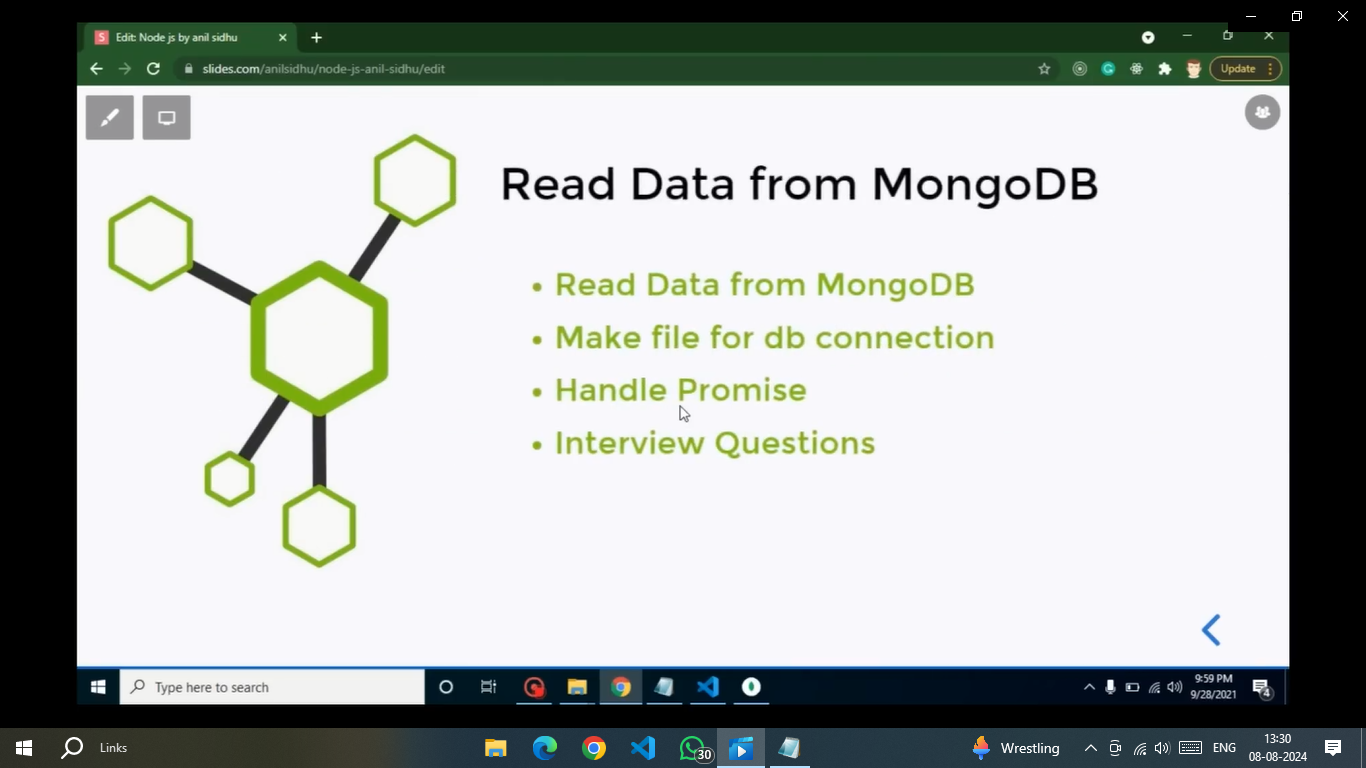 Edit: Node js by anil sidhu
slides.com/anilsidhu/node-js-anil-sidhu/edit
Update
Read Data from MongoDB
• Read Data from MongoDB
• Make file for db connection
• Handle Promise
• Interview Questions
Type here to search
9:59 PM
9/28/2021
4
Links
30
Wrestling
ENG
13:30
08-08-2024